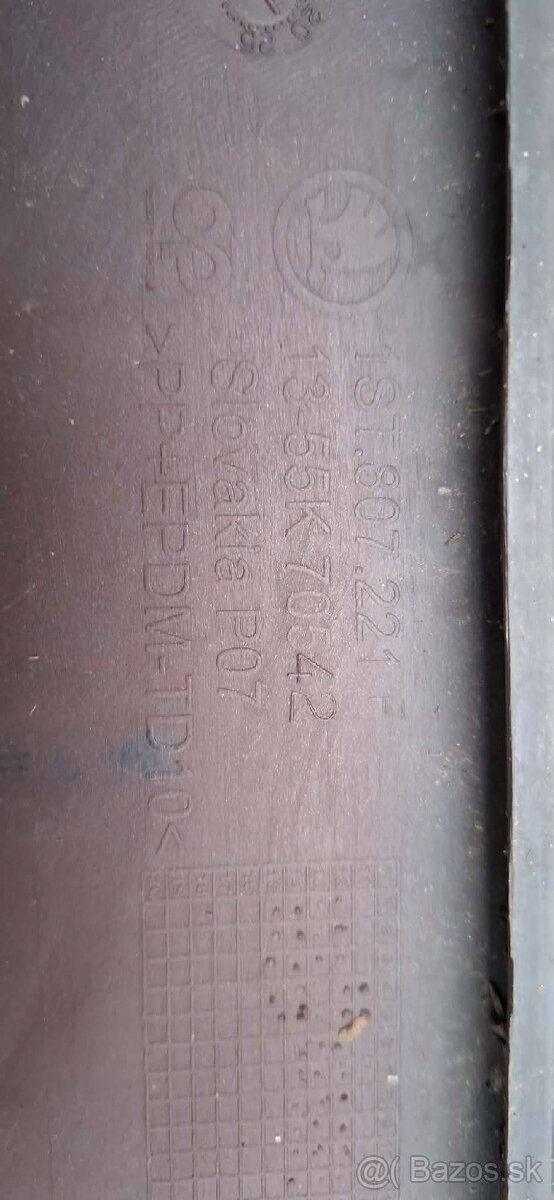 1ST.807.221 F
13-55K-70542
Slovakia P07
>PP+EPDM-TD10<
@( Bazos.sk